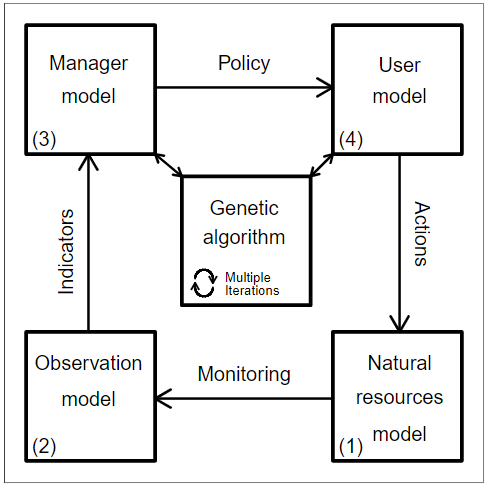 Manager
model
(3)
Policy
User
model
(4)
Genetic
algorithm
Multiple
Iterations
Indicators
Actions
Observation
model
(2)
Monitoring
Natural
resources
model
(1)